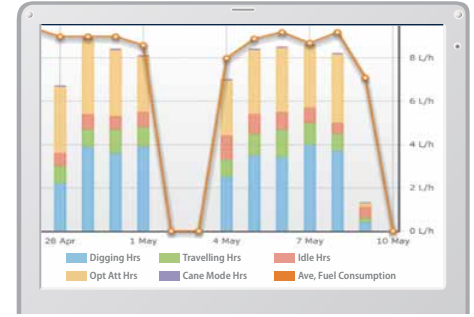 8 L/h
6 L/h
4 L/h
2 L/h
0 L/h
28 Apr 1 May 4 May 7 May 10 May
Digging Hrs Travelling Hrs Idle Hrs
Opt Att Hrs Cane Mode Hrs Ave, Fuel Consumption